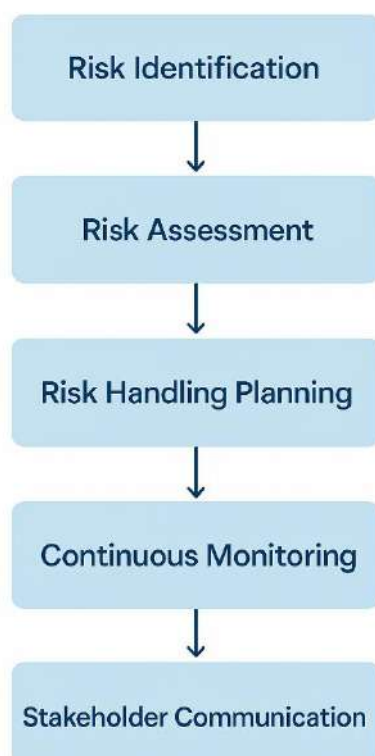 Risk Identification
Risk Assessment
Risk Handling Planning
Continuous Monitoring
Stakeholder Communication